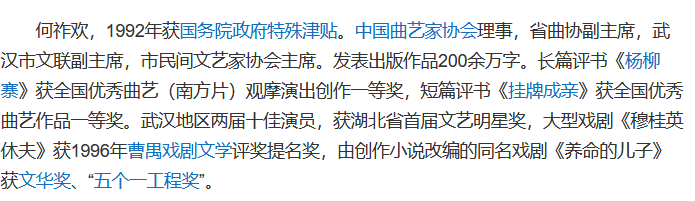 何祚欢，1992年获国务院政府特殊津贴。中国曲艺家协会理事，省曲协副主席，武
汉市文联副主席，市民间文艺家协会主席。发表出版作品200余万字。长篇评书《杨柳
寨》获全国优秀曲艺（南方片）观摩演出创作一等奖，短篇评书《挂牌成亲》获全国优秀
曲艺作品一等奖。武汉地区两届十佳演员，获湖北省首届文艺明星奖，大型戏剧《穆桂英
休夫》获1996年曹禺戏剧文学评奖提名奖，由创作小说改编的同名戏剧《养命的儿子》
获文华奖、“五个一工程奖”。